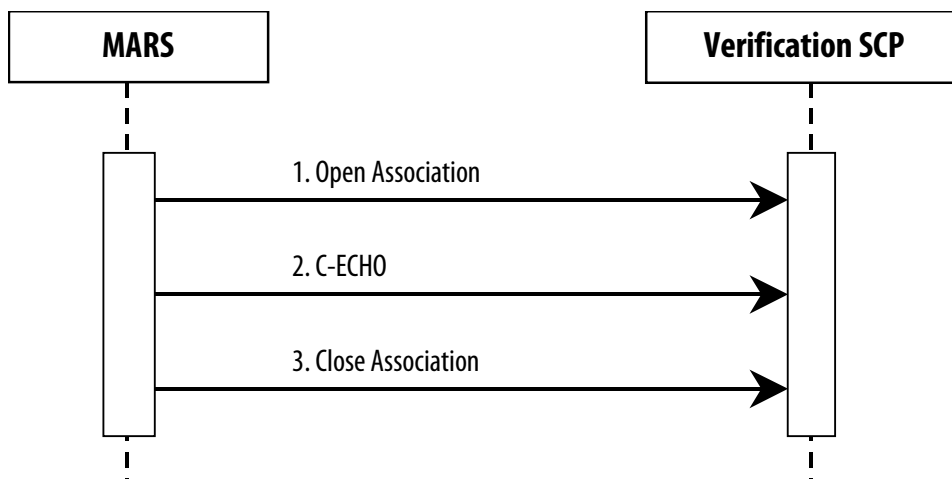 MARS
Verification SCP
1. Open Association
2. C-ECHO
3. Close Association